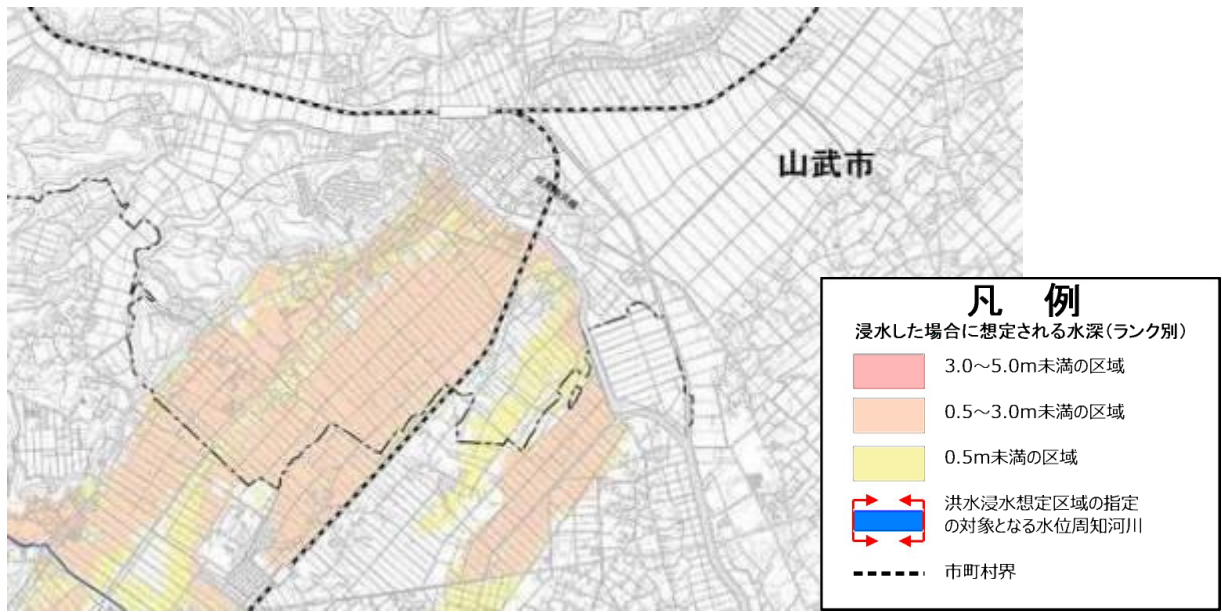 山武市
凡　例
浸水した場合に想定される水深(ランク別)
3.0～5.0m未満の区域
0.5～3.0m未満の区域
0.5m未満の区域
洪水浸水想定区域の指定
の対象となる水位周知河川
市町村界